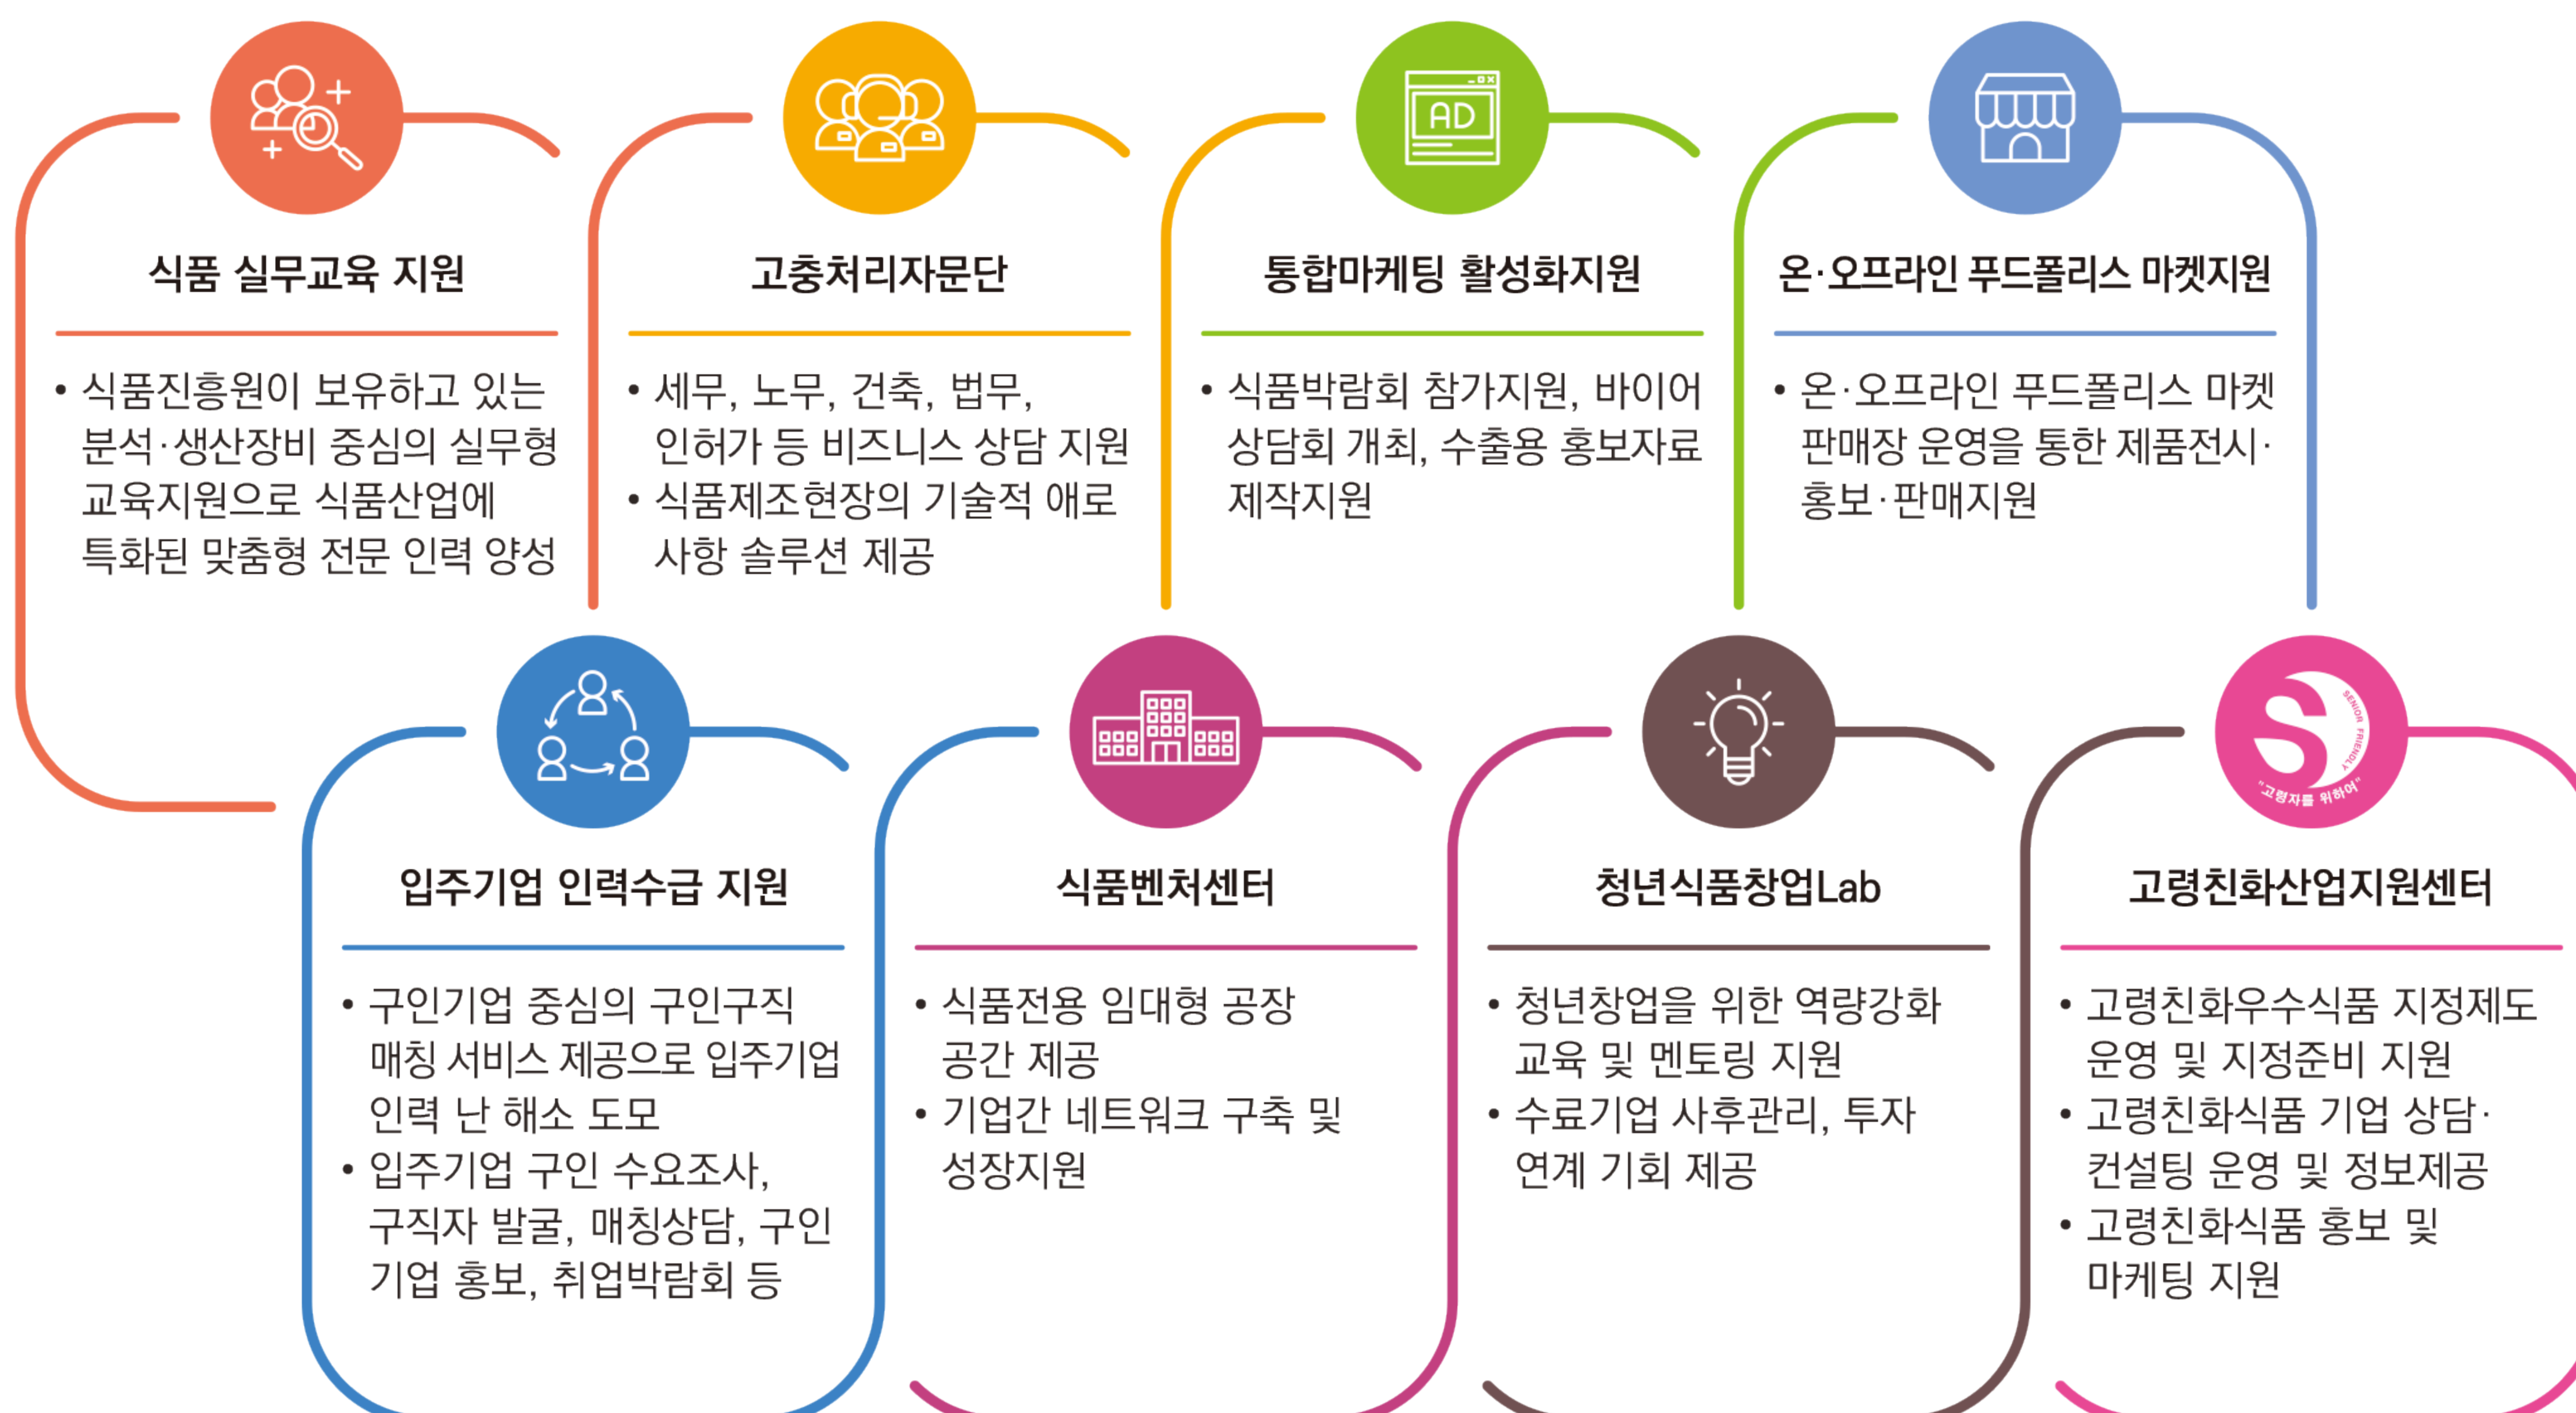 AD
식품 실무교육 지원
• 식품진흥원이 보유하고 있는
분석·생산장비 중심의 실무형
교육지원으로 식품산업에
특화된 맞춤형 전문 인력 양성
고충처리자문단
• 세무, 노무, 건축, 법무,
인허가 등 비즈니스 상담 지원
• 식품제조현장의 기술적 애로
사항 솔루션 제공
통합마케팅 활성화지원
• 식품박람회 참가지원, 바이어
상담회 개최, 수출용 홍보자료
제작지원
온·오프라인 푸드폴리스 마켓지원
• 온·오프라인 푸드폴리스 마켓
판매장 운영을 통한 제품전시·
홍보·판매지원
입주기업 인력수급 지원
• 구인기업 중심의 구인구직
매칭 서비스 제공으로 입주기업
인력 난 해소 도모
• 입주기업 구인 수요조사,
구직자 발굴, 매칭상담, 구인
기업 홍보, 취업박람회 등
식품벤처센터
• 식품전용 임대형 공장
공간 제공
• 기업간 네트워크 구축 및
성장지원
청년식품창업Lab
• 청년창업을 위한 역량강화
교육 및 멘토링 지원
• 수료기업 사후관리, 투자
연계 기회 제공
S
SENIOR FRIENDLY
"고령자를 위하여"
고령친화산업지원센터
• 고령친화우수식품 지정제도
운영 및 지정준비 지원
• 고령친화식품 기업 상담·
컨설팅 운영 및 정보제공
• 고령친화식품 홍보 및
마케팅 지원